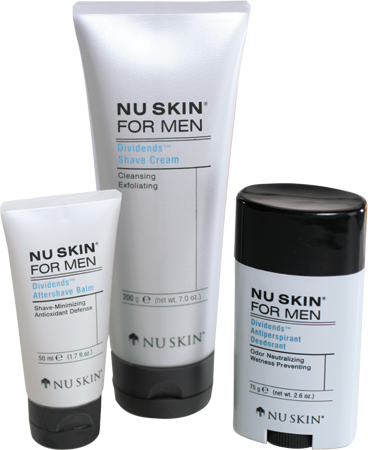 NU SKIN®
FOR MEN
Dividends™
Shave Cream
Cleansing
Exfoliating
200 g ℮ (net wt. 7.0 oz.)
NU SKIN®
NU SKIN®
FOR MEN
Dividends™
Aftershave Balm
Shave-Minimizing
Antioxidant Defense
50 ml ℮ (1.7 fl.oz.)
NU SKIN®
NU SKIN®
FOR MEN
Dividends™
Antiperspirant
Deodorant
Odor Neutralizing
Wetness Preventing
75 g ℮ (net wt. 2.6 oz.)
NU SKIN®